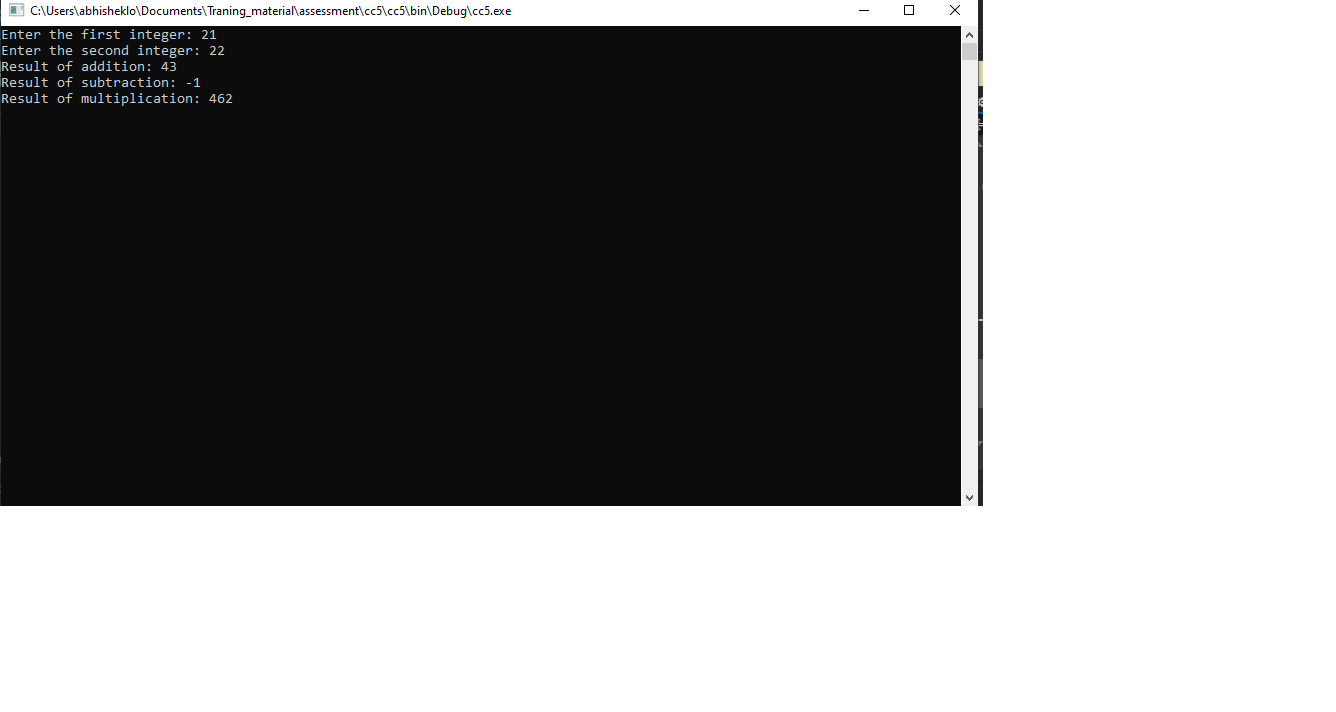 C:\Users\abhisheklo\Documents\Traning_material\assessment\cc5\cc5\bin\Debug\cc5.exe
Enter the first integer: 21
Enter the second integer: 22
Result of addition: 43
Result of subtraction: -1
Result of multiplication: 462